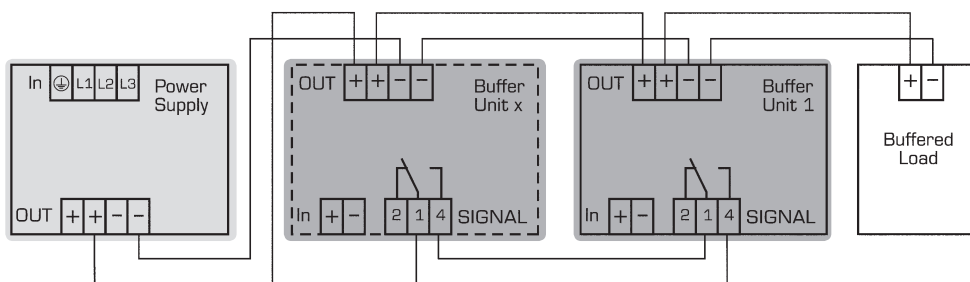 In ⏚ L1 L2 L3
Power
Supply
OUT + + − −
OUT + + − −
Buffer
Unit x
In + −
2 1 4
SIGNAL
OUT + + − −
Buffer
Unit 1
In + −
2 1 4
SIGNAL
+ −
Buffered
Load